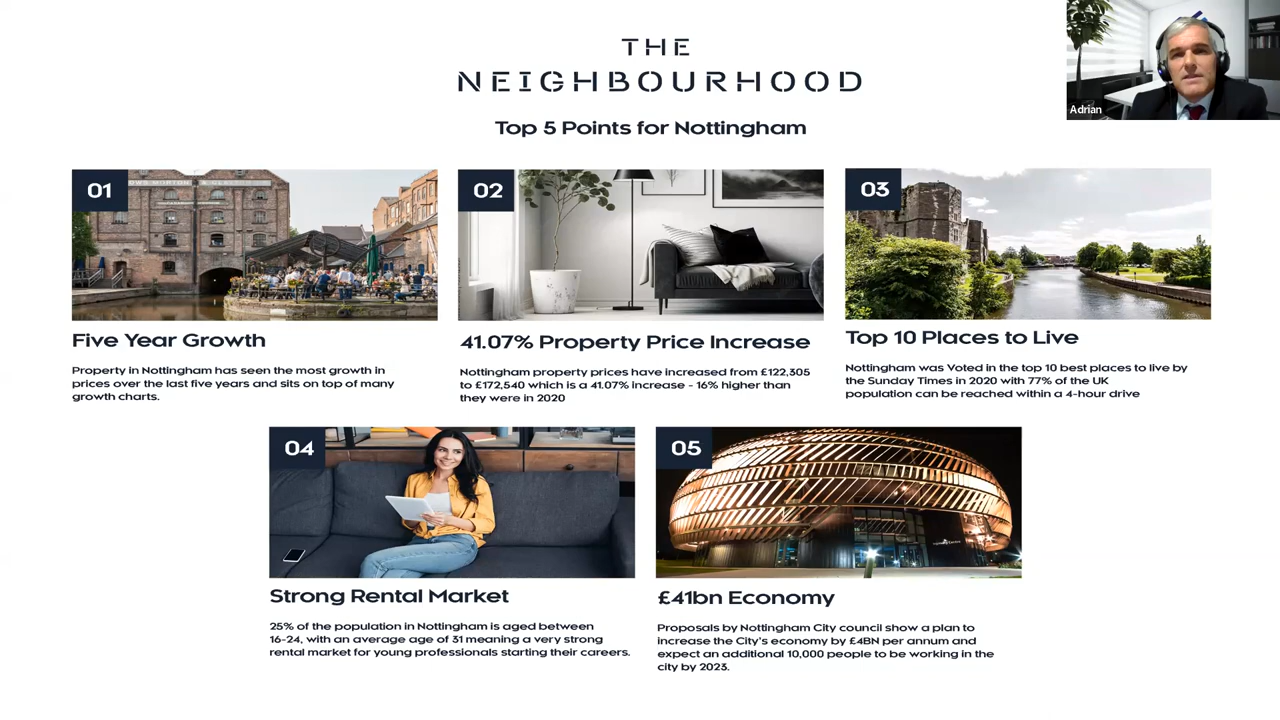 THE
NEIGHBOURHOOD
Top 5 Points for Nottingham
Adrian
01
Five Year Growth
Property in Nottingham has seen the most growth in
prices over the last five years and sits on top of many
growth charts.
02
41.07% Property Price Increase
Nottingham property prices have increased from £122,305
to £172,540 which is a 41.07% increase - 16% higher than
they were in 2020
03
Top 10 Places to Live
Nottingham was Voted in the top 10 best places to live by
the Sunday Times in 2020 with 77% of the UK
population can be reached within a 4-hour drive
04
Strong Rental Market
25% of the population in Nottingham is aged between
16-24, with an average age of 31 meaning a very strong
rental market for young professionals starting their careers.
05
£41bn Economy
Proposals by Nottingham City council show a plan to
increase the City's economy by £4BN per annum and
expect an additional 10,000 people to be working in the
city by 2023.